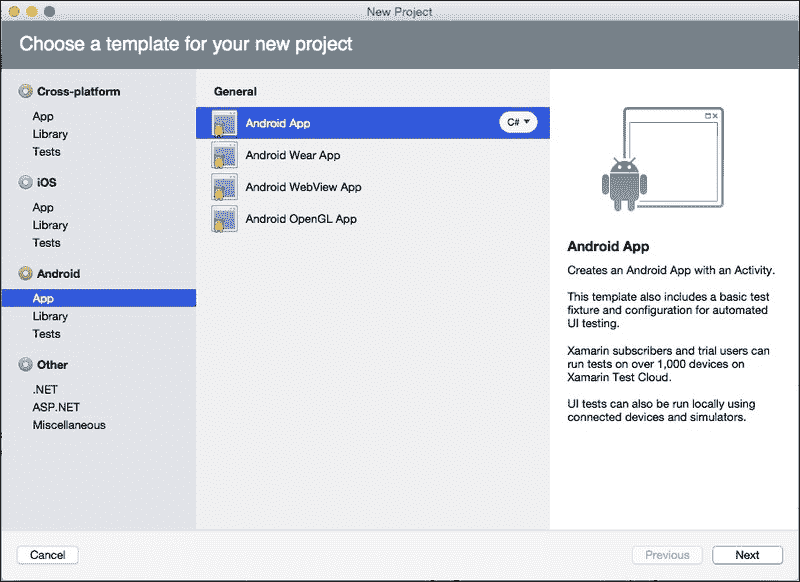 New Project
Choose a template for your new project
Cross-platform
App
Library
Tests
iOS
App
Library
Tests
Android
App
Library
Tests
Other
.NET
ASP.NET
Miscellaneous
General
Android App
C#
Android Wear App
Android WebView App
Android OpenGL App
Android App
Creates an Android App with an Activity.
This template also includes a basic test
fixture and configuration for automated
UI testing.
Xamarin subscribers and trial users can
run tests on over 1,000 devices on
Xamarin Test Cloud.
UI tests can also be run locally using
connected devices and simulators.
Cancel
Previous
Next